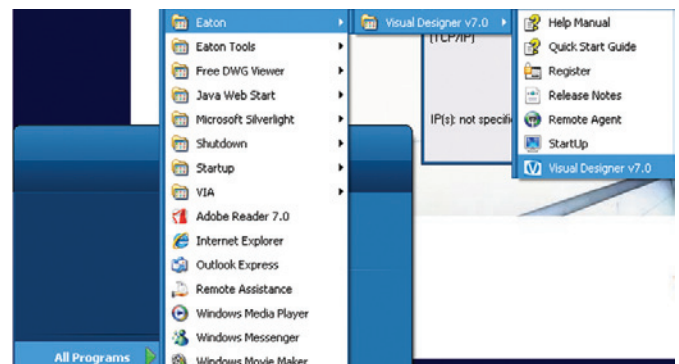 Eaton
Eaton Tools
Free DWG Viewer
Java Web Start
Microsoft Silverlight
Shutdown
Startup
VIA
Adobe Reader 7.0
Internet Explorer
Outlook Express
Remote Assistance
Windows Media Player
Windows Messenger
Windows Movie Maker
All Programs
Visual Designer v7.0
(TCP/IP)
IP(s): not specifi
Help Manual
Quick Start Guide
Register
Release Notes
Remote Agent
StartUp
Visual Designer v7.0